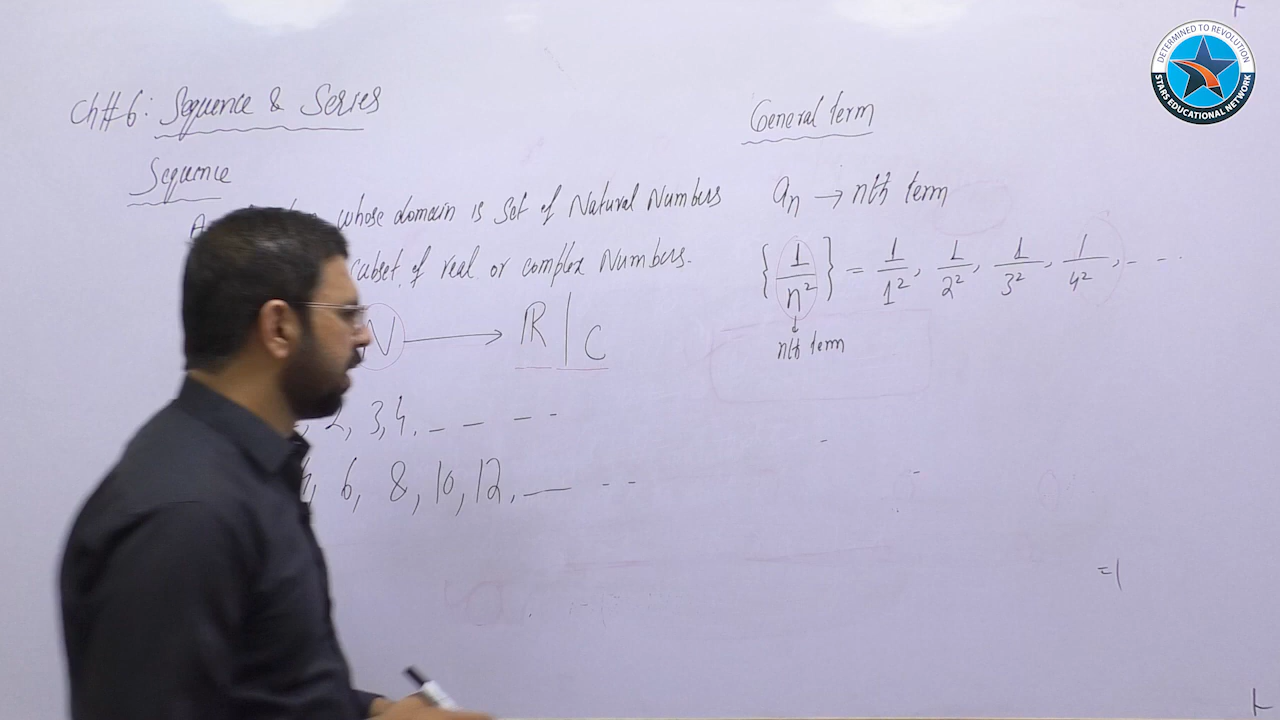 Ch#6: Sequence & Series
Sequence
whose domain is set of Natural Numbers
subset of real or complex Numbers.
N → R | C
2, 3, 4, _ _ _ -
6, 8, 10, 12, __ - -
General term
aₙ → nth term
{1/n²} = 1/1², 1/2², 1/3², 1/4², - - -
↓
nth term
=1
DETERMINED TO REVOLUTION
STARS EDUCATIONAL NETWORK